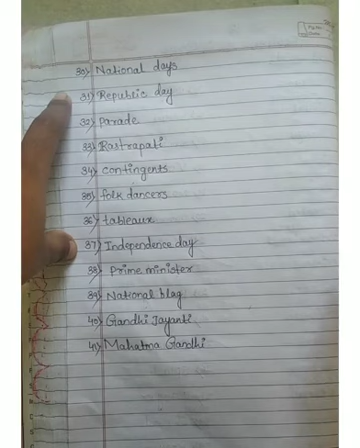 30) National days
31) Republic day
32) parade
33) Rastrapati
34) contingents
35) folk dancers
36) tableaux
37) Independence day
38) prime minister
39) National blag
40) Gandhi Jayanti
41) Mahatma Gandhi